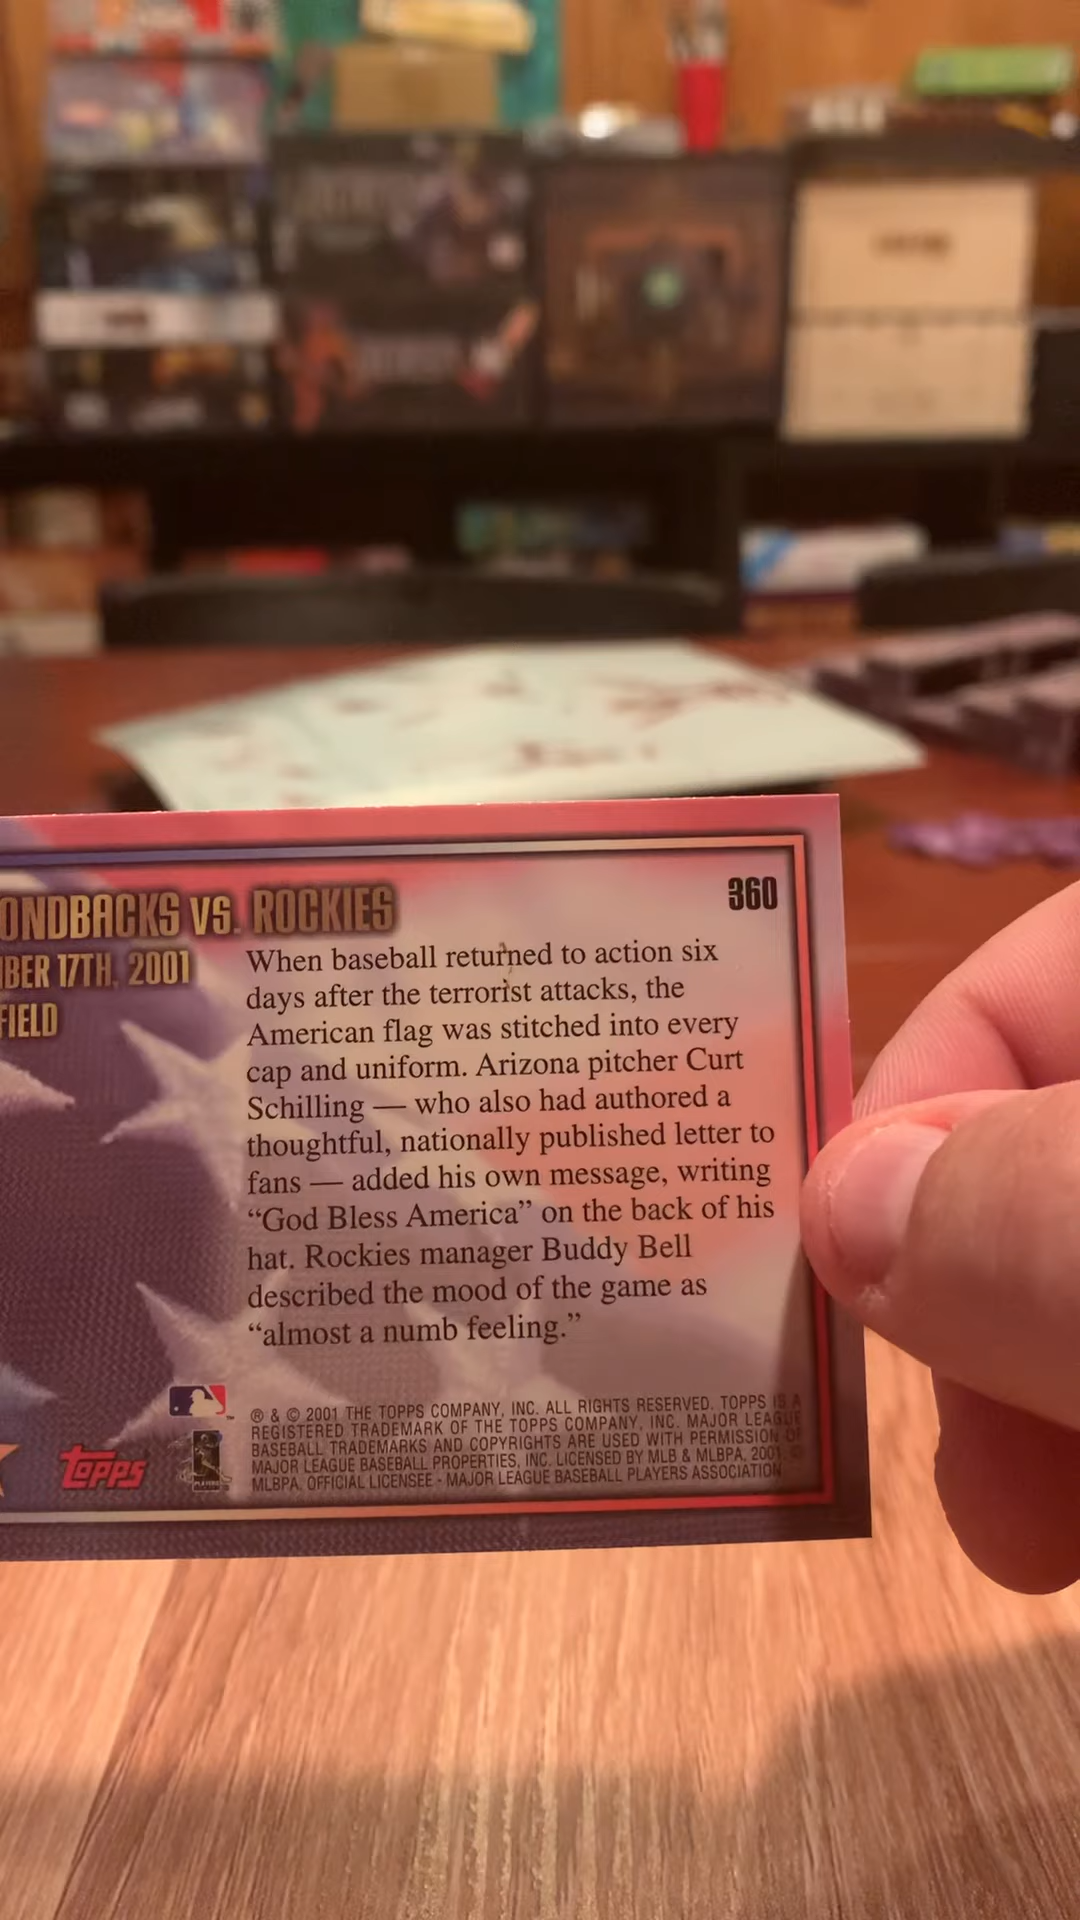 ONDBACKS VS. ROCKIES
360
BER 17TH, 2001
FIELD
When baseball returned to action six
days after the terrorist attacks, the
American flag was stitched into every
cap and uniform. Arizona pitcher Curt
Schilling — who also had authored a
thoughtful, nationally published letter to
fans — added his own message, writing
“God Bless America” on the back of his
hat. Rockies manager Buddy Bell
described the mood of the game as
“almost a numb feeling.”
® & © 2001 THE TOPPS COMPANY, INC. ALL RIGHTS RESERVED. TOPPS IS A
REGISTERED TRADEMARK OF THE TOPPS COMPANY, INC. MAJOR LEAGUE
BASEBALL TRADEMARKS AND COPYRIGHTS ARE USED WITH PERMISSION OF
MAJOR LEAGUE BASEBALL PROPERTIES, INC. LICENSED BY MLB & MLBPA, 2001. ©
MLBPA. OFFICIAL LICENSEE - MAJOR LEAGUE BASEBALL PLAYERS ASSOCIATION
TOPPS